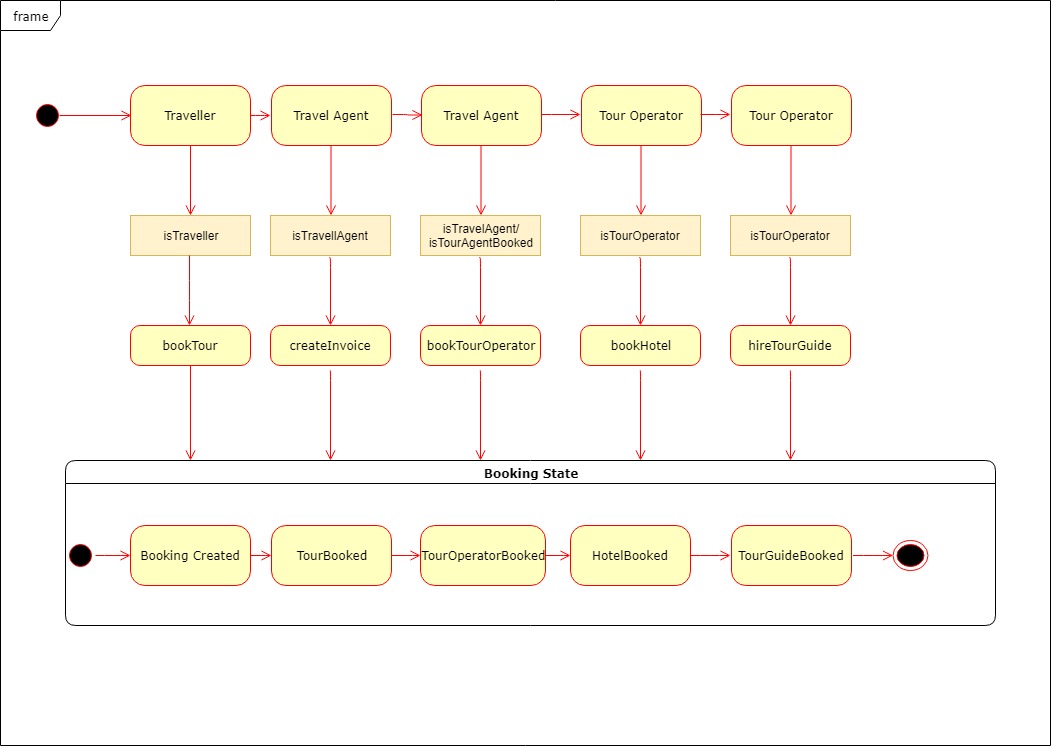 frame
Traveller
Travel Agent
Travel Agent
Tour Operator
Tour Operator
isTraveller
isTravellAgent
isTravelAgent/
isTourAgentBooked
isTourOperator
isTourOperator
bookTour
createInvoice
bookTourOperator
bookHotel
hireTourGuide
Booking State
Booking Created
TourBooked
TourOperatorBooked
HotelBooked
TourGuideBooked